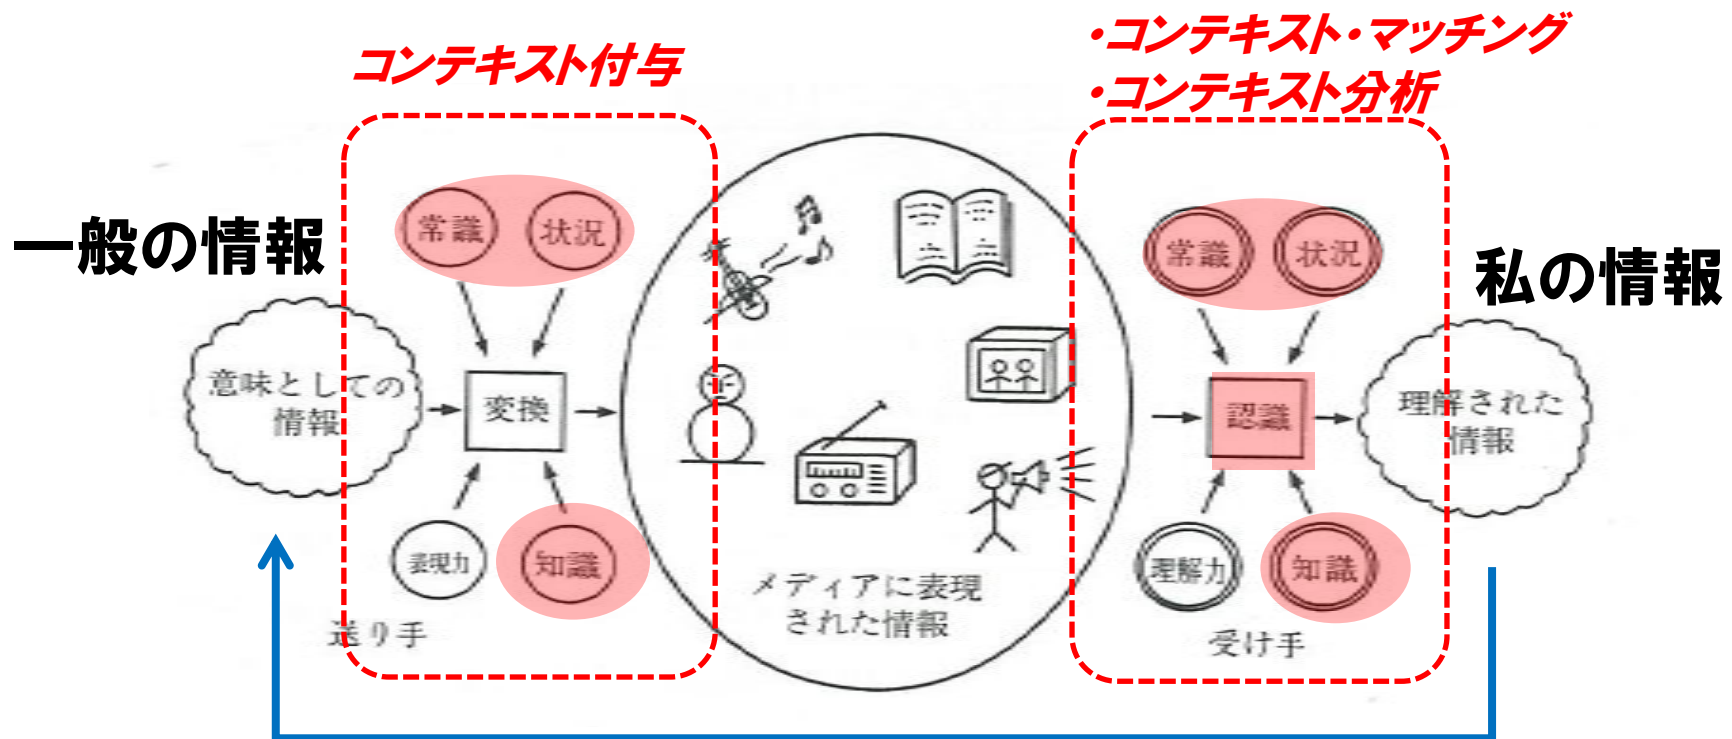 コンテキスト付与
・コンテキスト・マッチング
・コンテキスト分析
一般の情報
常識
状況
常識
状況
私の情報
意味としての
情報
変換
認識
理解された
情報
表現力
知識
メディアに表現
された情報
理解力
知識
送り手
受け手